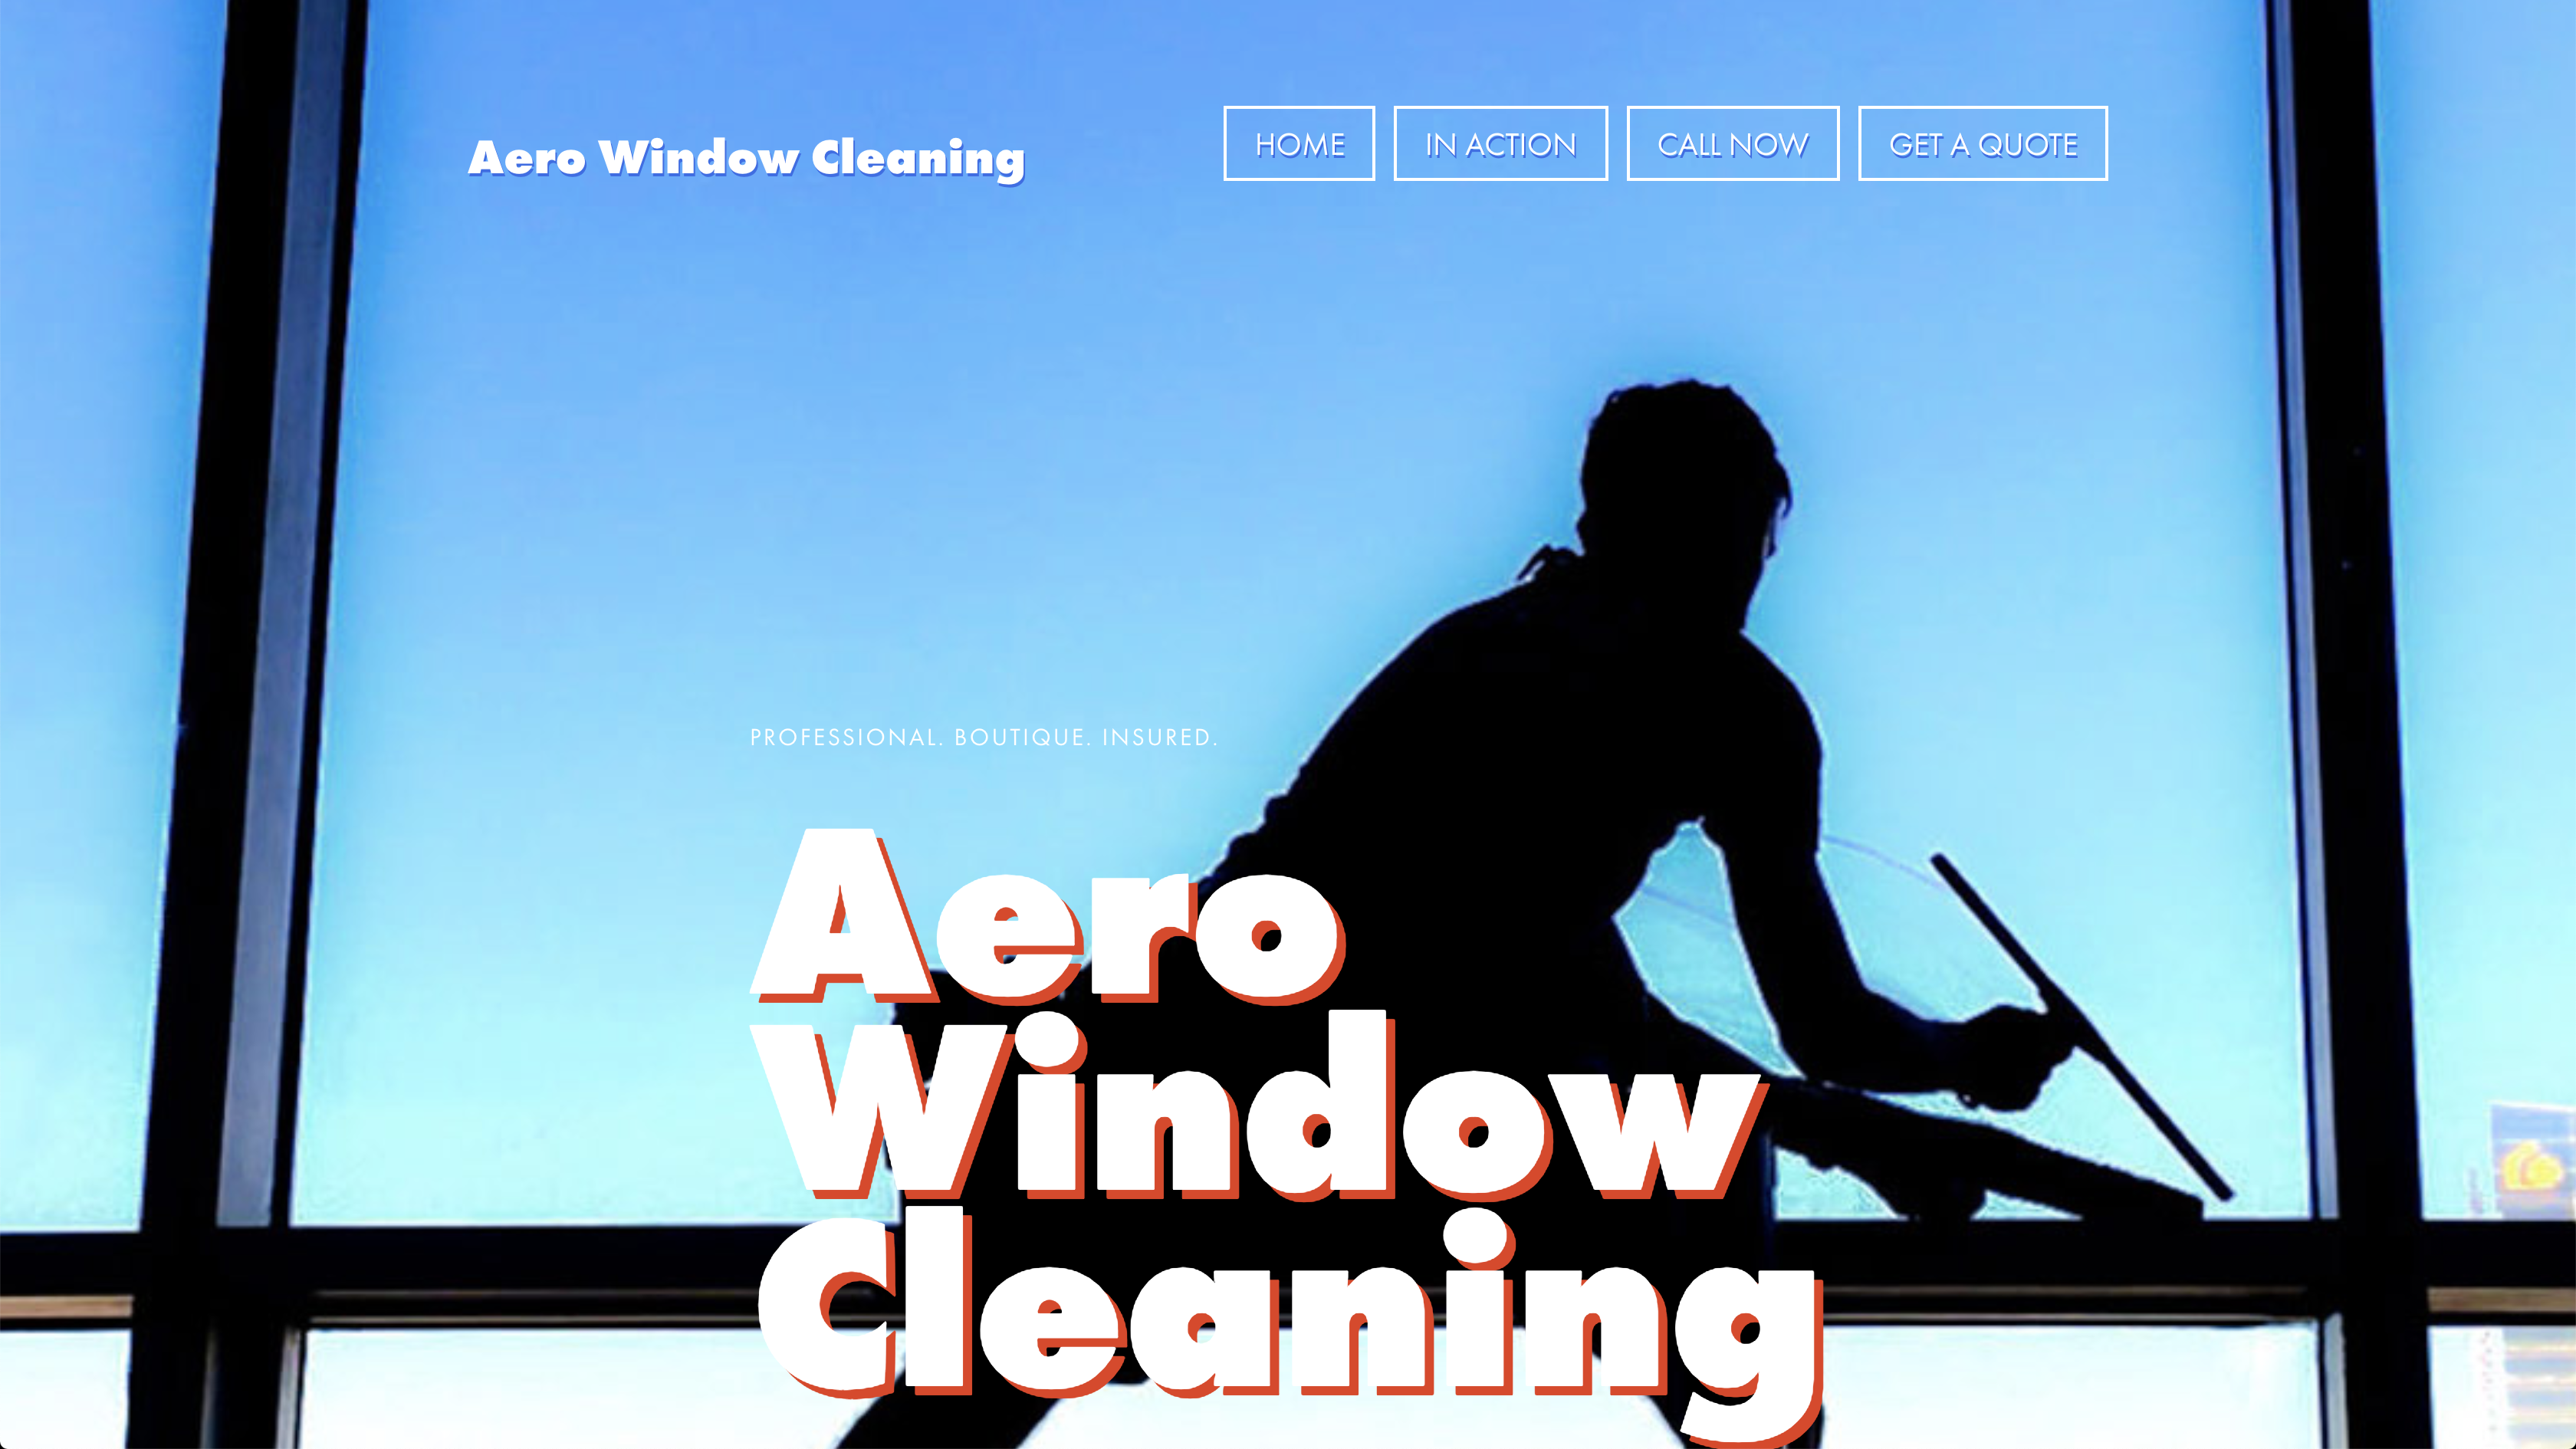 Aero Window Cleaning
HOME
IN ACTION
CALL NOW
GET A QUOTE
PROFESSIONAL. BOUTIQUE. INSURED.
Aero
Window
Cleaning